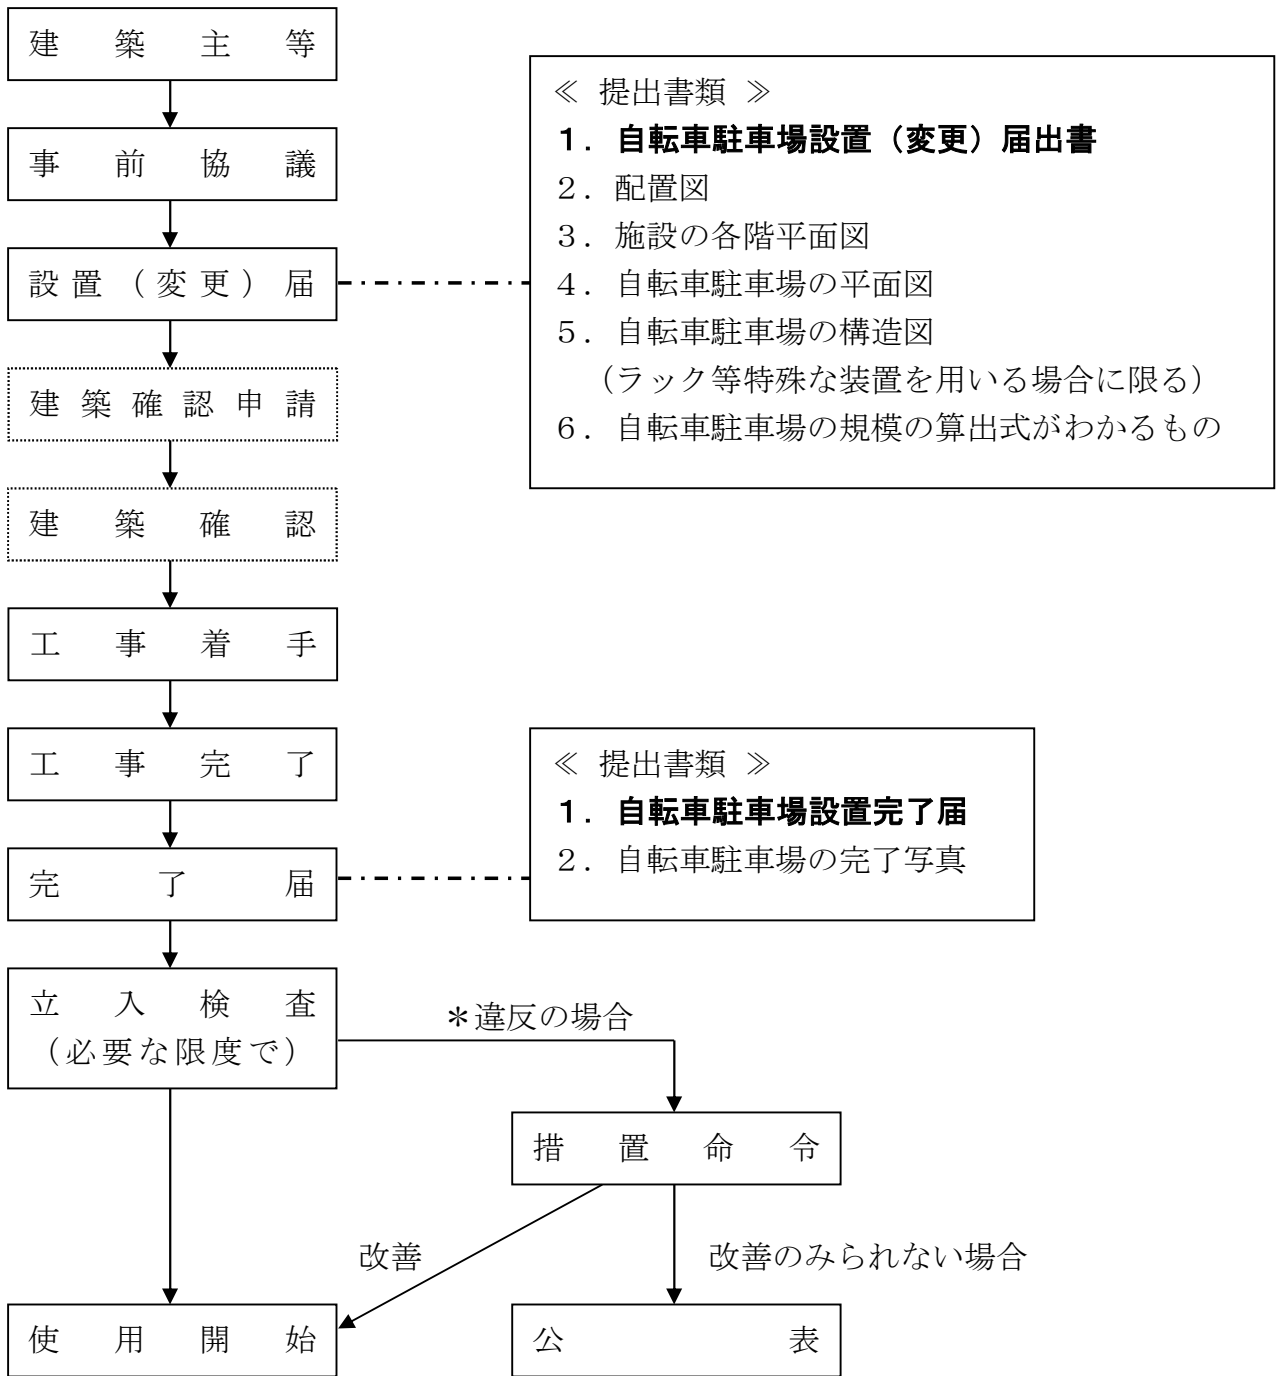 建築主等
事前協議
設置（変更）届
建築確認申請
建築確認
工事着手
工事完了
完了届
立入検査
（必要な限度で）
使用開始
≪ 提出書類 ≫
１．自転車駐車場設置（変更）届出書
２．配置図
３．施設の各階平面図
４．自転車駐車場の平面図
５．自転車駐車場の構造図
（ラック等特殊な装置を用いる場合に限る）
６．自転車駐車場の規模の算出式がわかるもの
≪ 提出書類 ≫
１．自転車駐車場設置完了届
２．自転車駐車場の完了写真
＊違反の場合
措置命令
改善
改善のみられない場合
公表